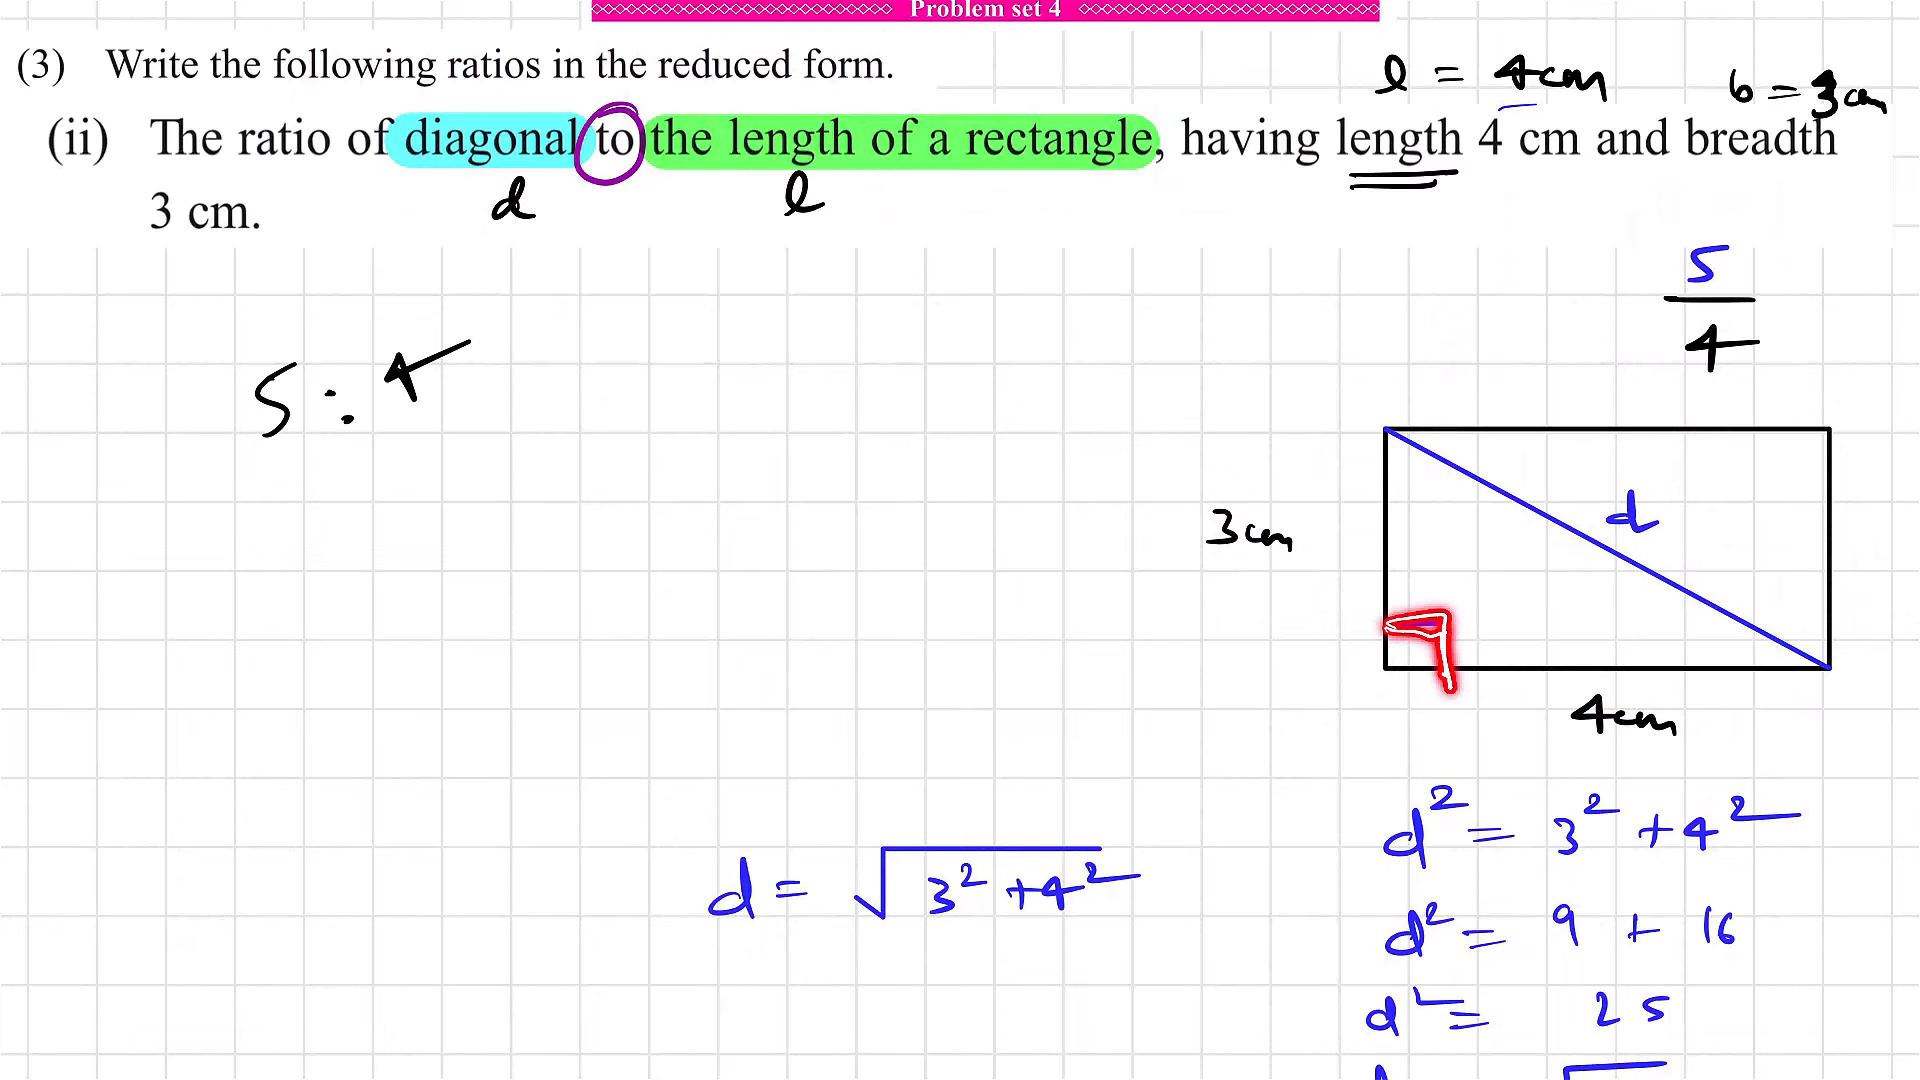 Problem set 4
(3) Write the following ratios in the reduced form.
l = 4cm b = 3cm
(ii) The ratio of diagonal to the length of a rectangle, having length 4 cm and breadth
d l
3 cm.
5
4
5 : 4
d
3cm
4cm
d² = 3² + 4²
d = √3² + 4²
d² = 9 + 16
d² = 25